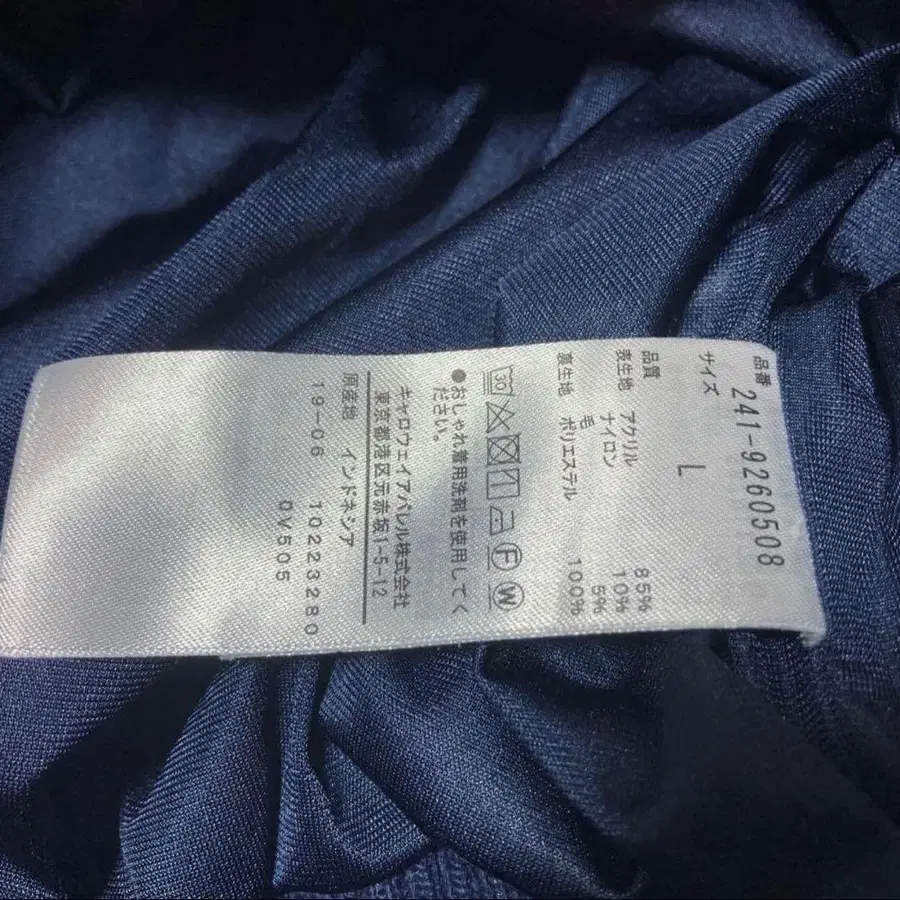 品番 241-9260508
サイズ L
品質
表生地 アクリル 85%
ナイロン 10%
毛 5%
裏生地 ポリエステル 100%
30
F W
●おしゃれ着用洗剤を使用してく
ださい。
キャロウェイアパレル株式会社
東京都港区元赤坂1-5-12
原産地 インドネシア
19-06 10223280
0V505